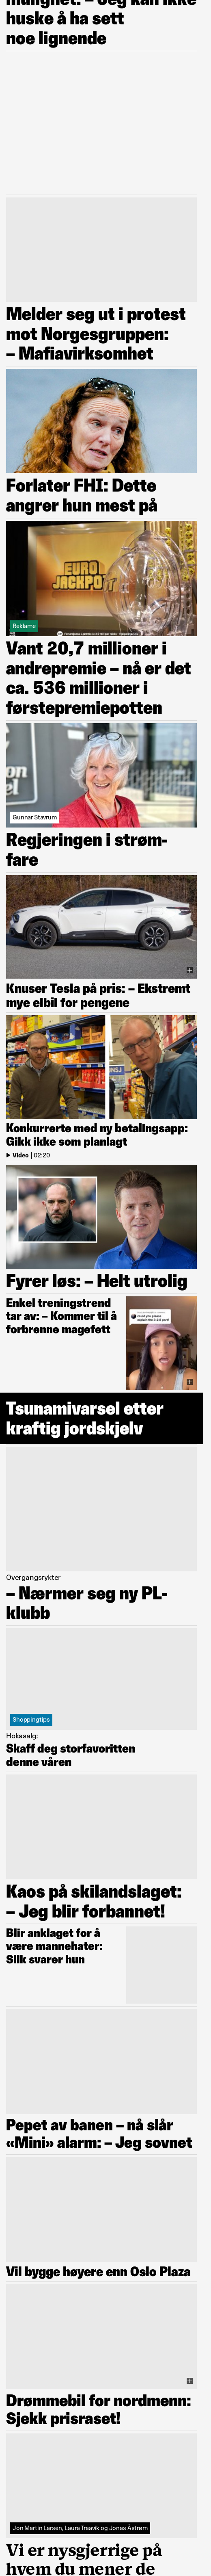 mulighet: – Jeg kan ikke
huske å ha sett
noe lignende
Melder seg ut i protest
mot Norgesgruppen:
– Mafiavirksomhet
Forlater FHI: Dette
angrer hun mest på
EURO
JACKPOT
Reklame
Vant 20,7 millioner i
andrepremie – nå er det
ca. 536 millioner i
førstepremiepotten
Gunnar Stavrum
Regjeringen i strøm-
fare
Knuser Tesla på pris: – Ekstremt
mye elbil for pengene
Konkurrerte med ny betalingsapp:
Gikk ikke som planlagt
Video | 02:20
Fyrer løs: – Helt utrolig
Enkel treningstrend
tar av: – Kommer til å
forbrenne magefett
Tsunamivarsel etter
kraftig jordskjelv
Overgangsrykter
– Nærmer seg ny PL-
klubb
Shoppingtips
Hokasalg:
Skaff deg storfavoritten
denne våren
Kaos på skilandslaget:
– Jeg blir forbannet!
Blir anklaget for å
være mannehater:
Slik svarer hun
Pepet av banen – nå slår
«Mini» alarm: – Jeg sovnet
Vil bygge høyere enn Oslo Plaza
Drømmebil for nordmenn:
Sjekk prisraset!
Jon Martin Larsen, Laura Traavik og Jonas Åstrøm
Vi er nysgjerrige på
hvem du mener de